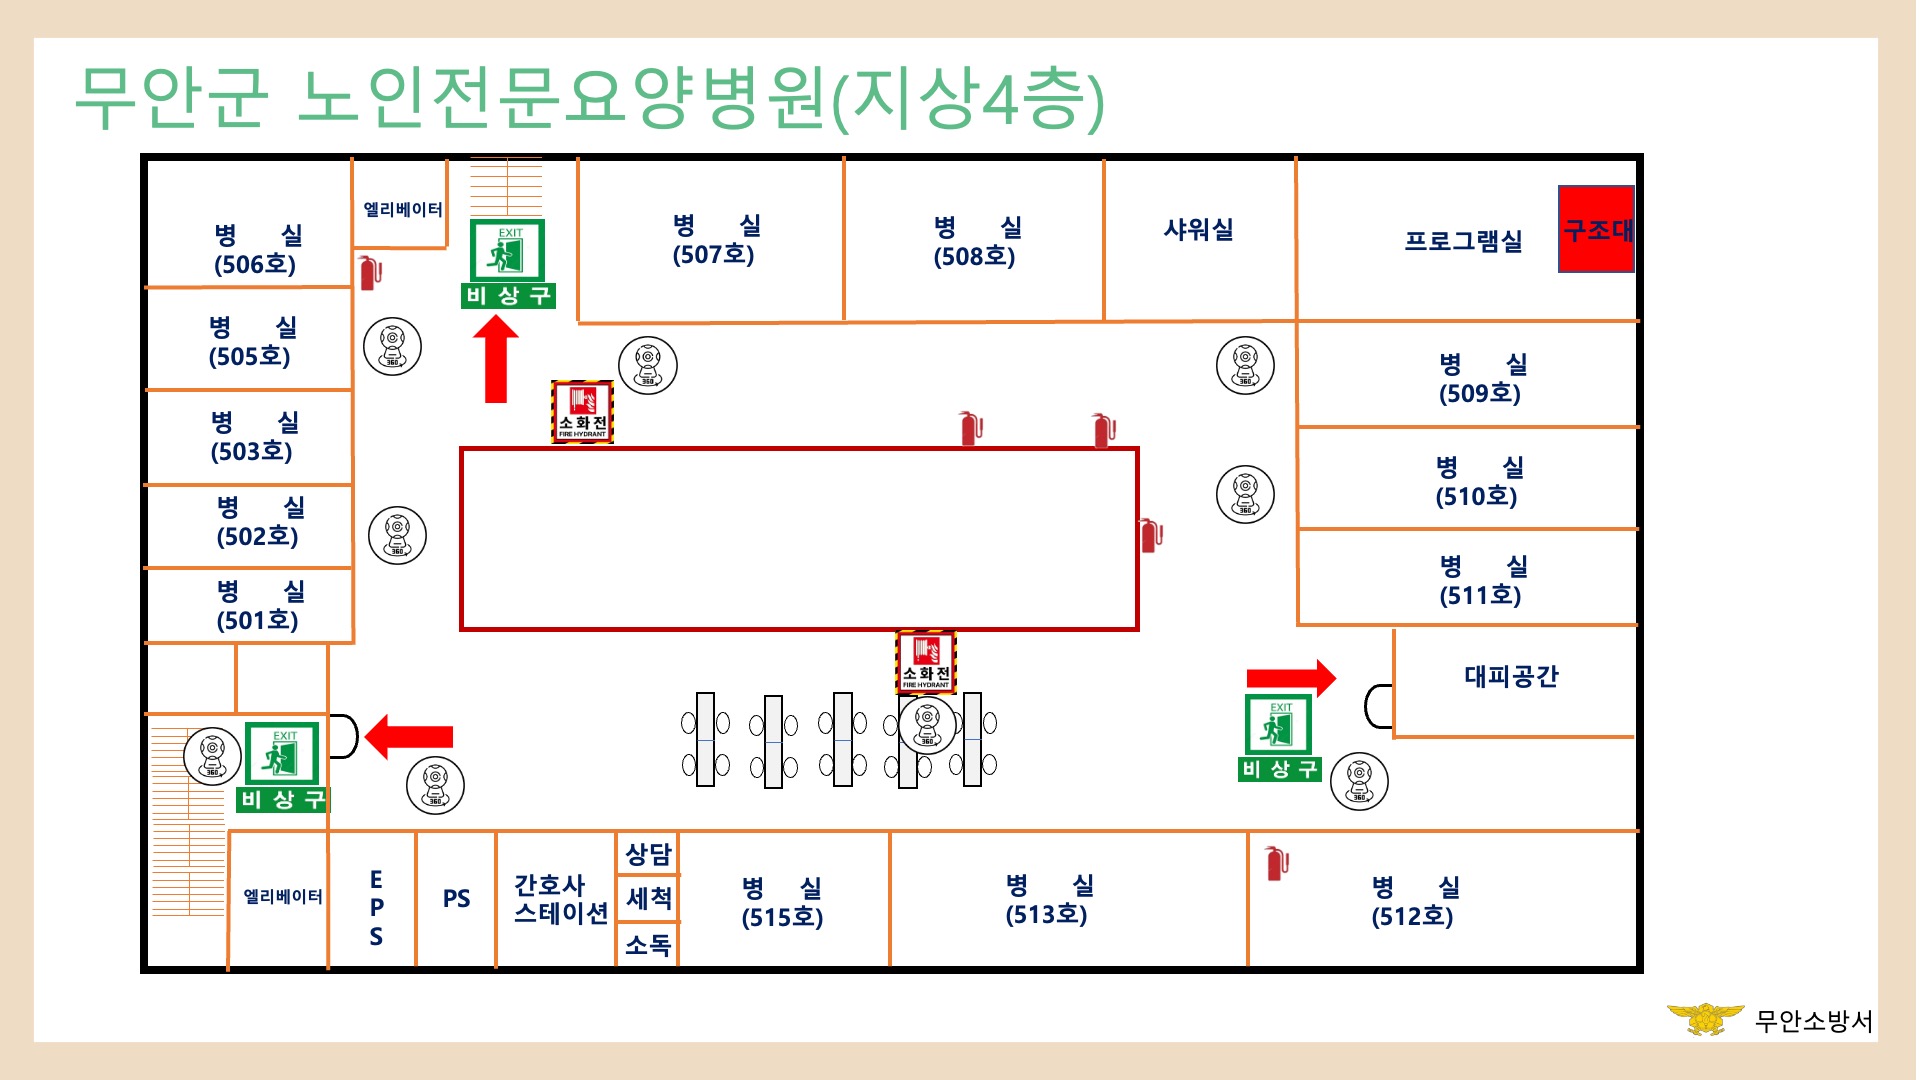 무안군 노인전문요양병원(지상4층)
엘리베이터
병 실
(506호)
EXIT
비 상 구
병 실
(507호)
병 실
(508호)
샤워실
프로그램실
구조대
병 실
(505호)
360
360
360
병 실
(509호)
소화전
FIRE HYDRANT
병 실
(503호)
병 실
(510호)
360
병 실
(502호)
360
병 실
(511호)
병 실
(501호)
소화전
FIRE HYDRANT
대피공간
EXIT
비 상 구
360
360
360
EXIT
비 상 구
360
엘리베이터
E
P
S
PS
간호사
스테이션
상담
세척
소독
병 실
(515호)
병 실
(513호)
병 실
(512호)
무안소방서